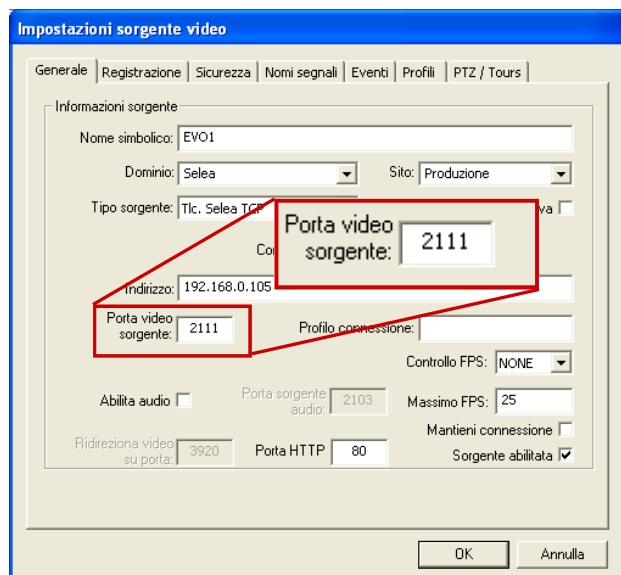 Impostazioni sorgente video
Generale Registrazione Sicurezza Nomi segnali Eventi Profili PTZ / Tours
Informazioni sorgente
Nome simbolico: EVO1
Dominio: Selea Sito: Produzione
Tipo sorgente: Tlc. Selea TCP
Porta video sorgente: 2111
Indirizzo: 192.168.0.105
Porta video sorgente: 2111 Profilo connessione:
Controllo FPS: NONE
Abilita audio Porta sorgente audio: 2103 Massimo FPS: 25
Mantieni connessione
Ridireziona video su porta: 3920 Porta HTTP 80 Sorgente abilitata
OK Annulla